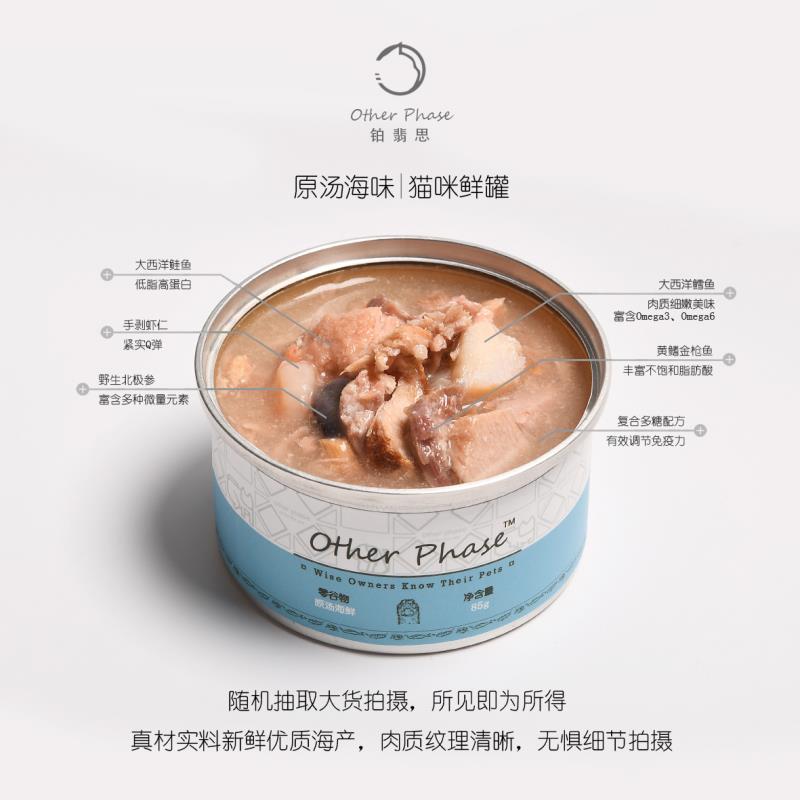 Other Phase
铂翡思
原汤海味|猫咪鲜罐
大西洋鲑鱼
低脂高蛋白
手剥虾仁
紧实Q弹
野生北极参
富含多种微量元素
大西洋鳕鱼
肉质细嫩美味
富含Omega3、Omega6
黄鳍金枪鱼
丰富不饱和脂肪酸
复合多糖配方
有效调节免疫力
Other Phase™
Wise Owners Know Their Pets
零谷物
原汤海鲜
净含量
85g
随机抽取大货拍摄，所见即为所得
真材实料新鲜优质海产，肉质纹理清晰，无惧细节拍摄